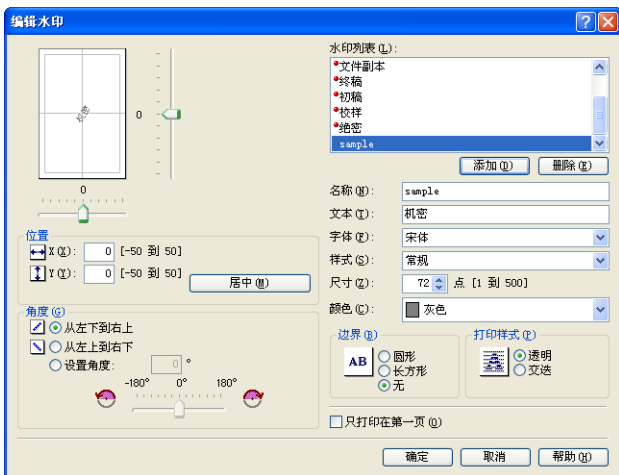 编辑水印
机密
0
0
位置
X (X): 0 [-50 到 50]
Y (Y): 0 [-50 到 50]
居中 (M)
角度 (G)
从左下到右上
从左上到右下
设置角度: 0 °
-180° 0° 180°
水印列表 (L):
文件副本
终稿
初稿
校样
绝密
sample
添加 (D) 删除 (E)
名称 (N): sample
文本 (T): 机密
字体 (F): 宋体
样式 (S): 常规
尺寸 (Z): 72 点 [1 到 500]
颜色 (C): 灰色
边界 (B)
AB
圆形
长方形
无
打印样式 (P)
透明
交迭
只打印在第一页 (O)
确定 取消 帮助 (H)